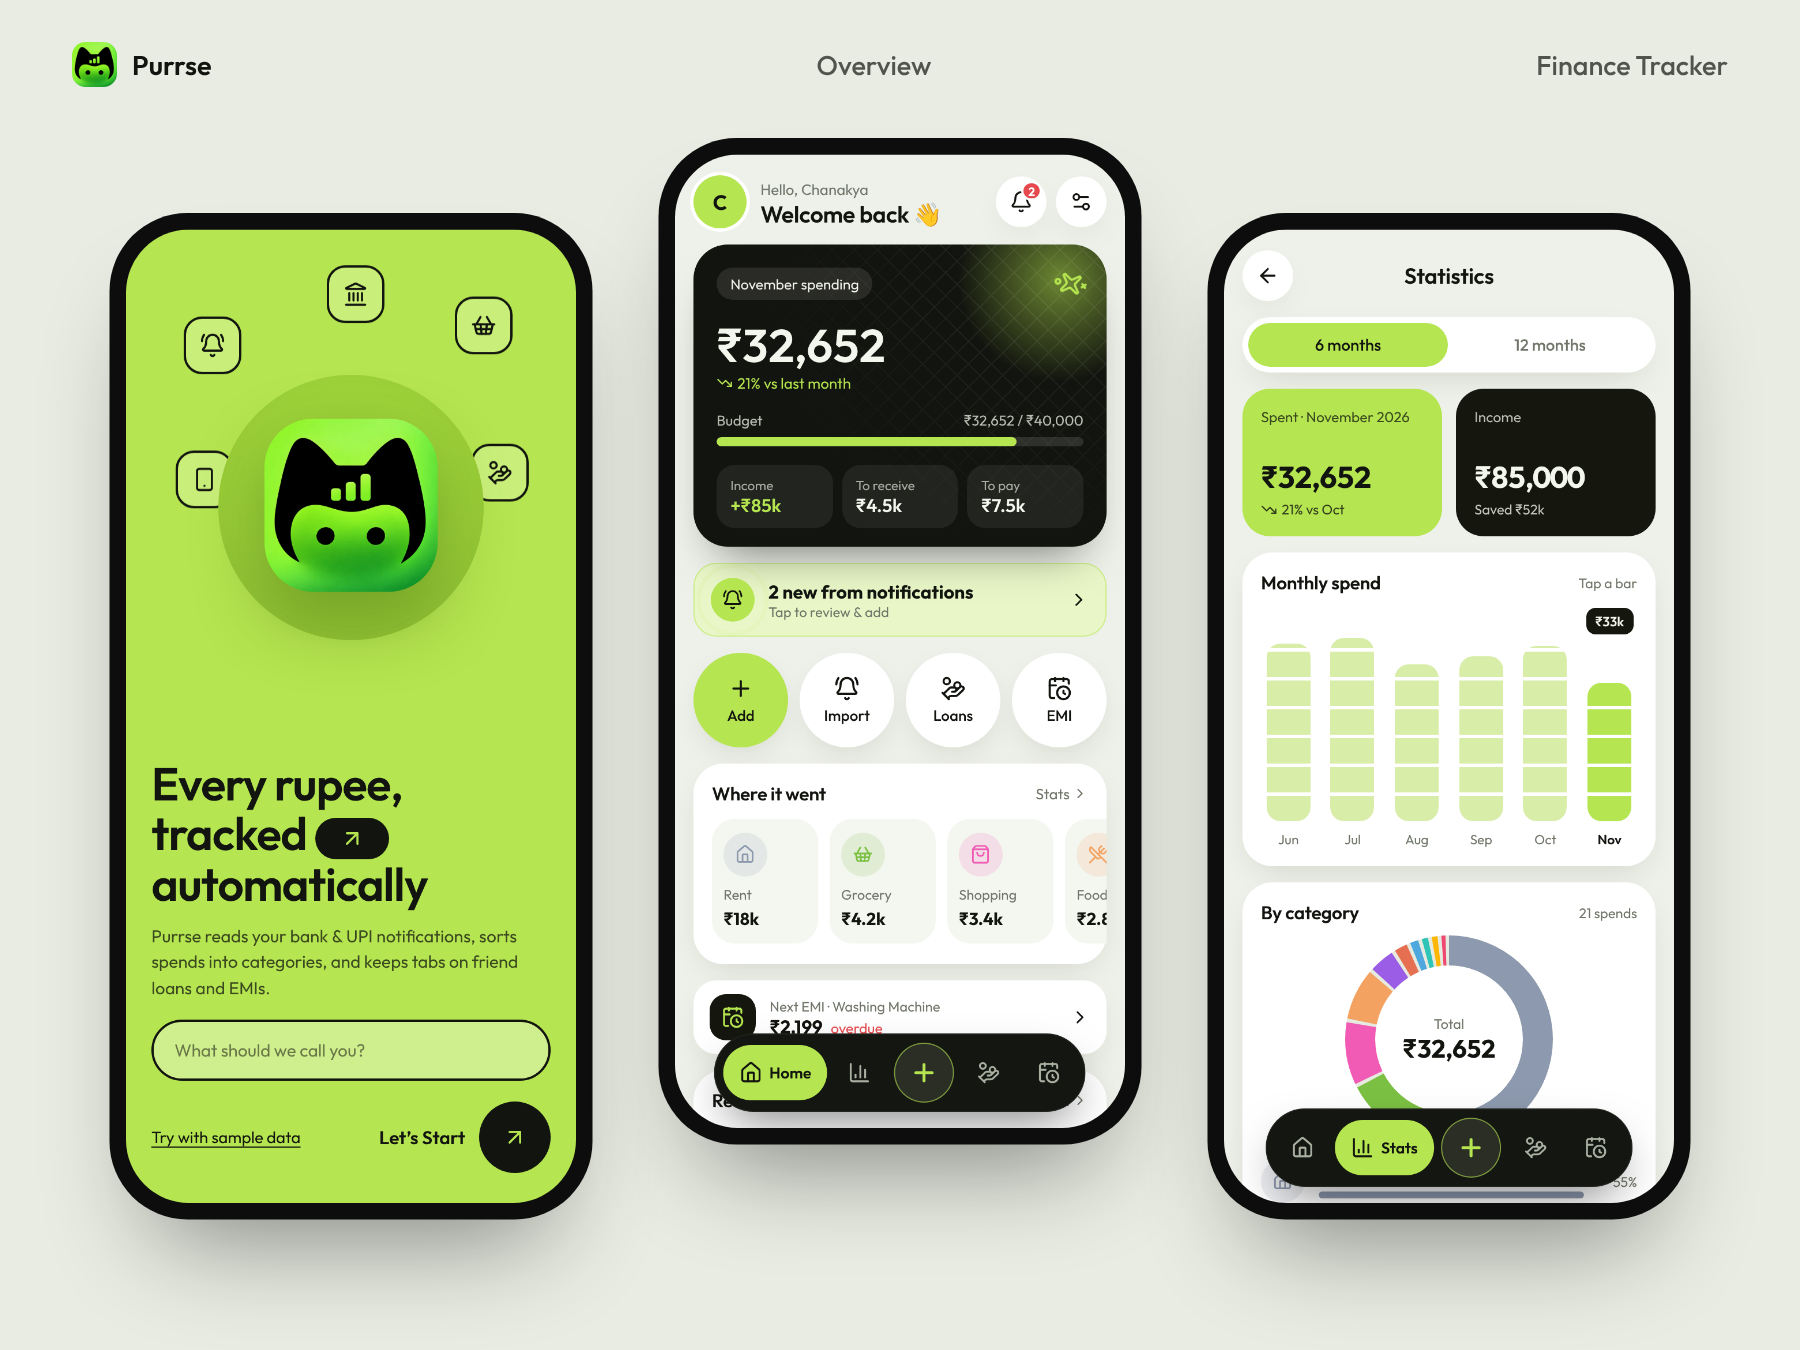 Purrse
Overview
Finance Tracker
Every rupee,
tracked
automatically
Purrse reads your bank & UPI notifications, sorts
spends into categories, and keeps tabs on friend
loans and EMIs.
What should we call you?
Try with sample data
Let's Start
C
Hello, Chanakya
Welcome back 👋
2
November spending
₹32,652
21% vs last month
Budget
₹32,652 / ₹40,000
Income
+₹85k
To receive
₹4.5k
To pay
₹7.5k
2 new from notifications
Tap to review & add
Add
Import
Loans
EMI
Where it went
Stats
Rent
₹18k
Grocery
₹4.2k
Shopping
₹3.4k
Food
₹2.8
Next EMI · Washing Machine
₹2,199 overdue
Home
Statistics
6 months
12 months
Spent · November 2026
₹32,652
21% vs Oct
Income
₹85,000
Saved ₹52k
Monthly spend
Tap a bar
₹33k
Jun
Jul
Aug
Sep
Oct
Nov
By category
21 spends
Total
₹32,652
Stats
55%